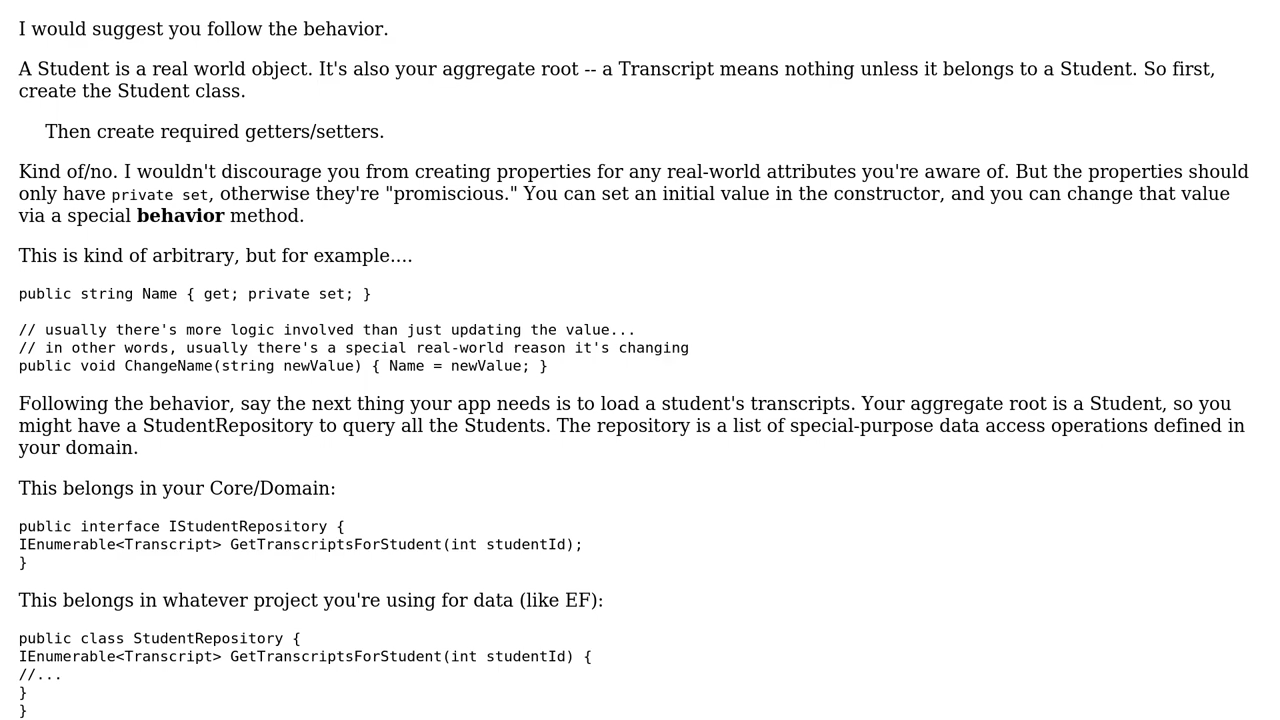 I would suggest you follow the behavior.
A Student is a real world object. It's also your aggregate root -- a Transcript means nothing unless it belongs to a Student. So first,
create the Student class.
Then create required getters/setters.
Kind of/no. I wouldn't discourage you from creating properties for any real-world attributes you're aware of. But the properties should
only have private set, otherwise they're "promiscious." You can set an initial value in the constructor, and you can change that value
via a special behavior method.
This is kind of arbitrary, but for example....
public string Name { get; private set; }
// usually there's more logic involved than just updating the value...
// in other words, usually there's a special real-world reason it's changing
public void ChangeName(string newValue) { Name = newValue; }
Following the behavior, say the next thing your app needs is to load a student's transcripts. Your aggregate root is a Student, so you
might have a StudentRepository to query all the Students. The repository is a list of special-purpose data access operations defined in
your domain.
This belongs in your Core/Domain:
public interface IStudentRepository {
IEnumerable<Transcript> GetTranscriptsForStudent(int studentId);
}
This belongs in whatever project you're using for data (like EF):
public class StudentRepository {
IEnumerable<Transcript> GetTranscriptsForStudent(int studentId) {
//...
}
}